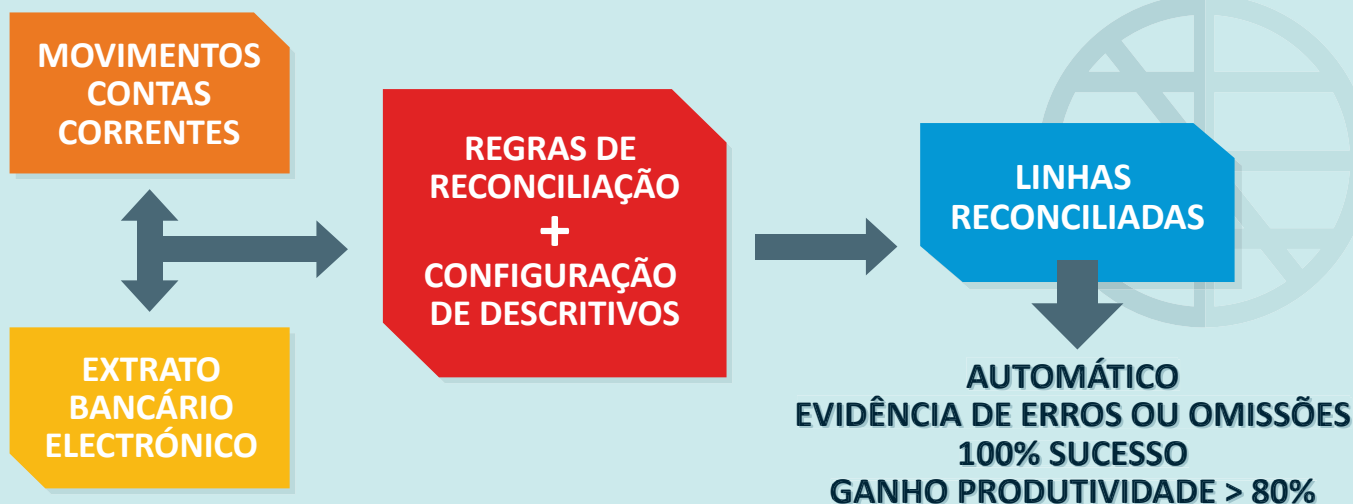 MOVIMENTOS
CONTAS
CORRENTES
EXTRATO
BANCÁRIO
ELECTRÓNICO
REGRAS DE
RECONCILIAÇÃO
+
CONFIGURAÇÃO
DE DESCRITIVOS
LINHAS
RECONCILIADAS
AUTOMÁTICO
EVIDÊNCIA DE ERROS OU OMISSÕES
100% SUCESSO
GANHO PRODUTIVIDADE > 80%